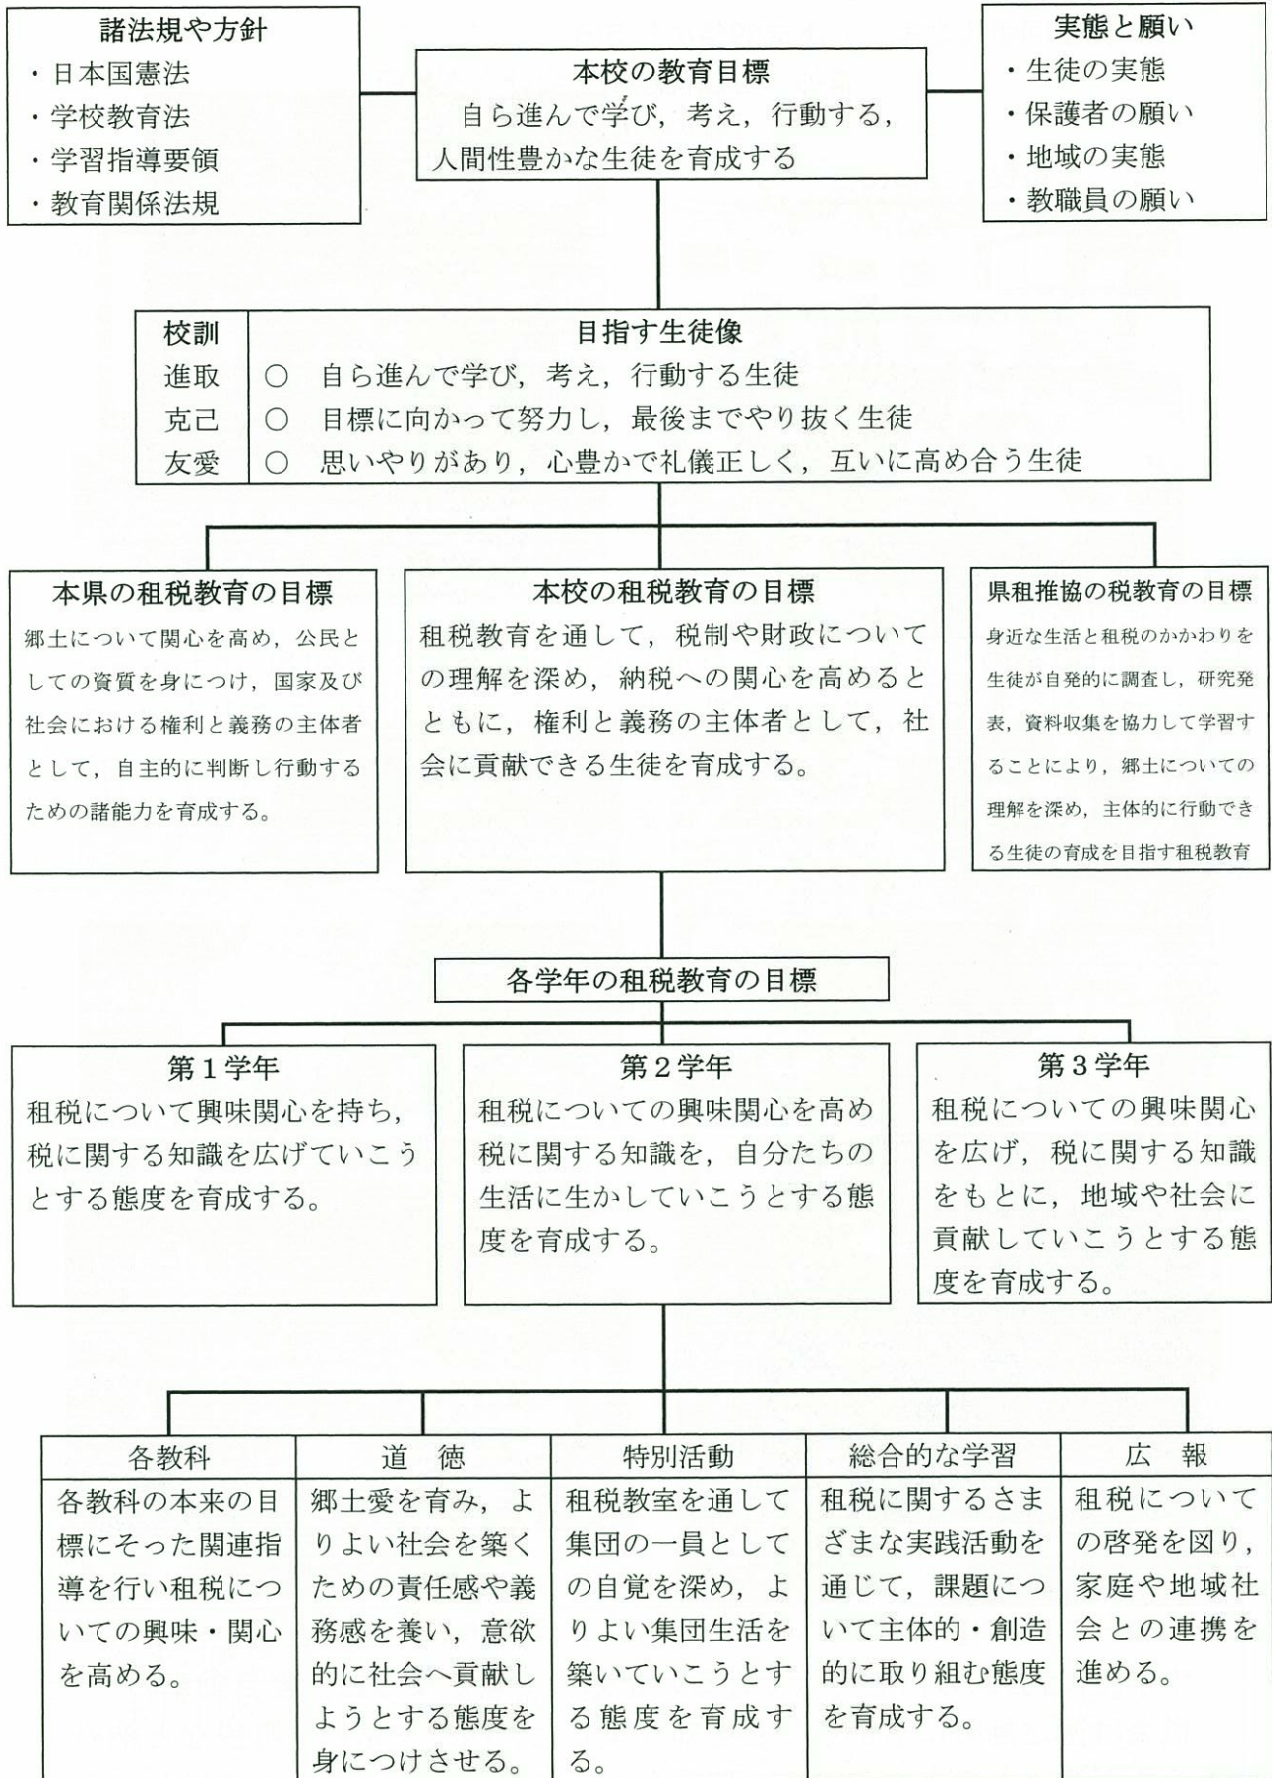 諸法規や方針
・日本国憲法
・学校教育法
・学習指導要領
・教育関係法規
本校の教育目標
自ら進んで学び，考え，行動する，
人間性豊かな生徒を育成する
実態と願い
・生徒の実態
・保護者の願い
・地域の実態
・教職員の願い
校訓 目指す生徒像
進取 ○ 自ら進んで学び，考え，行動する生徒
克己 ○ 目標に向かって努力し，最後までやり抜く生徒
友愛 ○ 思いやりがあり，心豊かで礼儀正しく，互いに高め合う生徒
本県の租税教育の目標
郷土について関心を高め，公民と
しての資質を身につけ，国家及び
社会における権利と義務の主体者
として，自主的に判断し行動する
ための諸能力を育成する。
本校の租税教育の目標
租税教育を通して，税制や財政について
の理解を深め，納税への関心を高めると
ともに，権利と義務の主体者として，社
会に貢献できる生徒を育成する。
県租推協の税教育の目標
身近な生活と租税のかかわりを
生徒が自発的に調査し，研究発
表，資料収集を協力して学習す
ることにより，郷土についての
理解を深め，主体的に行動でき
る生徒の育成を目指す租税教育
各学年の租税教育の目標
第１学年
租税について興味関心を持ち，
税に関する知識を広げていこう
とする態度を育成する。
第２学年
租税についての興味関心を高め
税に関する知識を，自分たちの
生活に生かしていこうとする態
度を育成する。
第３学年
租税についての興味関心
を広げ，税に関する知識
をもとに，地域や社会に
貢献していこうとする態
度を育成する。
各教科
各教科の本来の目
標にそった関連指
導を行い租税につ
いての興味・関心
を高める。
道 徳
郷土愛を育み，よ
りよい社会を築く
ための責任感や義
務感を養い，意欲
的に社会へ貢献し
ようとする態度を
身につけさせる。
特別活動
租税教室を通して
集団の一員として
の自覚を深め，よ
りよい集団生活を
築いていこうとす
る態度を育成す
る。
総合的な学習
租税に関するさま
ざまな実践活動を
通じて，課題につ
いて主体的・創造
的に取り組む態度
を育成する。
広 報
租税について
の啓発を図り，
家庭や地域社
会との連携を
進める。